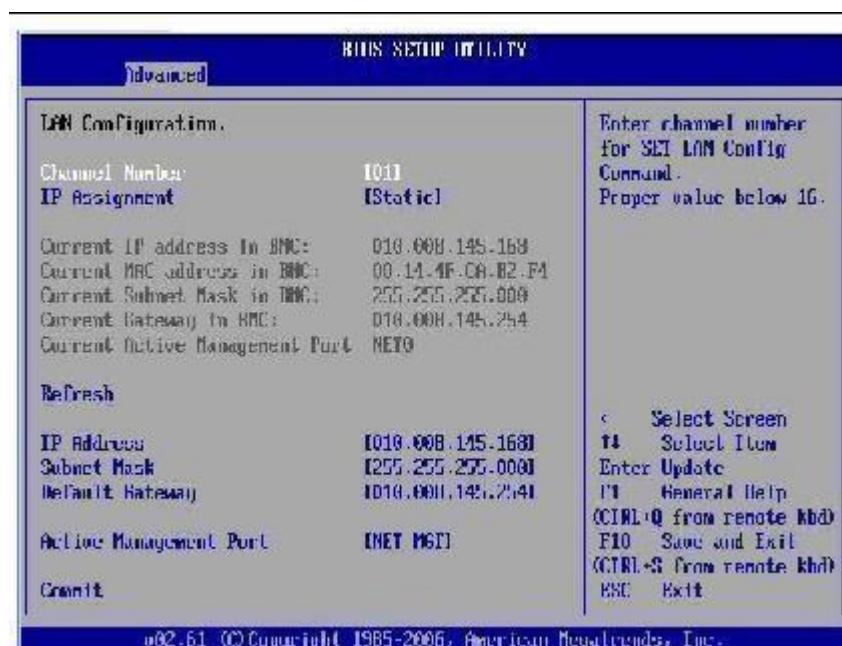 BIOS SETUP UTILITY
Advanced
LAN Configuration.
Channel Number [01]
IP Assignment [Static]
Current IP address in BMC: 010.008.145.168
Current MAC address in BMC: 00.14.4F.CA.B2.F4
Current Subnet Mask in BMC: 255.255.255.000
Current Gateway in BMC: 010.008.145.254
Current Active Management Port NET0
Refresh
IP Address [010.008.145.168]
Subnet Mask [255.255.255.000]
Default Gateway [010.008.145.254]
Active Management Port [NET MGT]
Commit
Enter channel number
for SET LAN Config
Command.
Proper value below 16.
< Select Screen
↑↓ Select Item
Enter Update
F1 General Help
(CTRL+Q from remote kbd)
F10 Save and Exit
(CTRL+S from remote kbd)
ESC Exit
v02.61 (C)Copyright 1985-2006, American Megatrends, Inc.